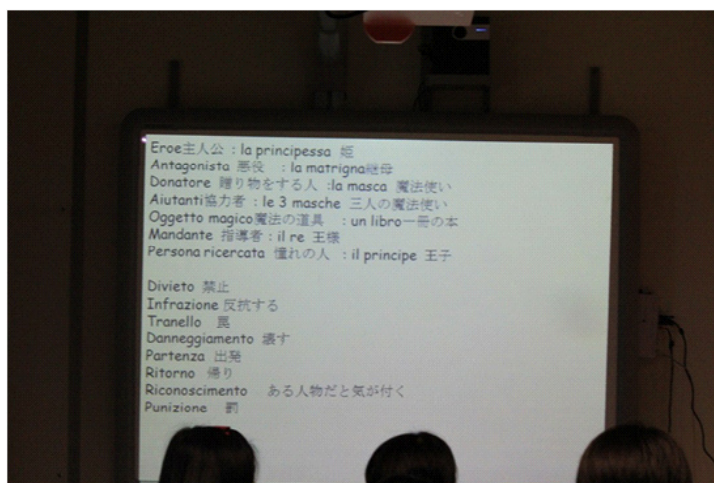 Eroe主人公 : la principessa 姫
Antagonista 悪役 : la matrigna継母
Donatore 贈り物をする人 :la masca 魔法使い
Aiutanti協力者 : le 3 masche 三人の魔法使い
Oggetto magico魔法の道具 : un libro一冊の本
Mandante 指導者 : il re 王様
Persona ricercata 憧れの人 : il principe 王子
Divieto 禁止
Infrazione 反抗する
Tranello 罠
Danneggiamento 壊す
Partenza 出発
Ritorno 帰り
Riconoscimento ある人物だと気が付く
Punizione 罰